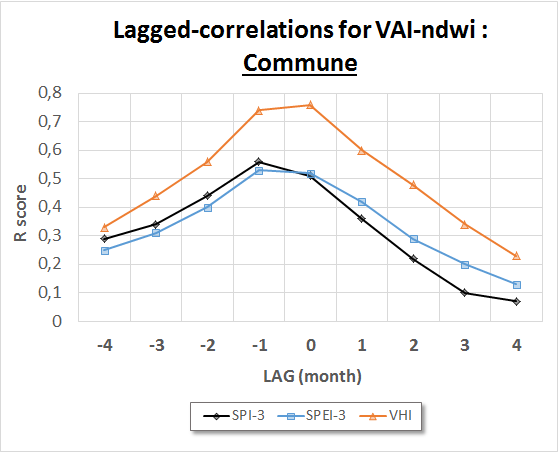 Lagged-correlations for VAI-ndwi :
Commune
0,8
0,7
0,6
0,5
0,4
0,3
0,2
0,1
0
R score
-4 -3 -2 -1 0 1 2 3 4
LAG (month)
SPI-3 SPEI-3 VHI